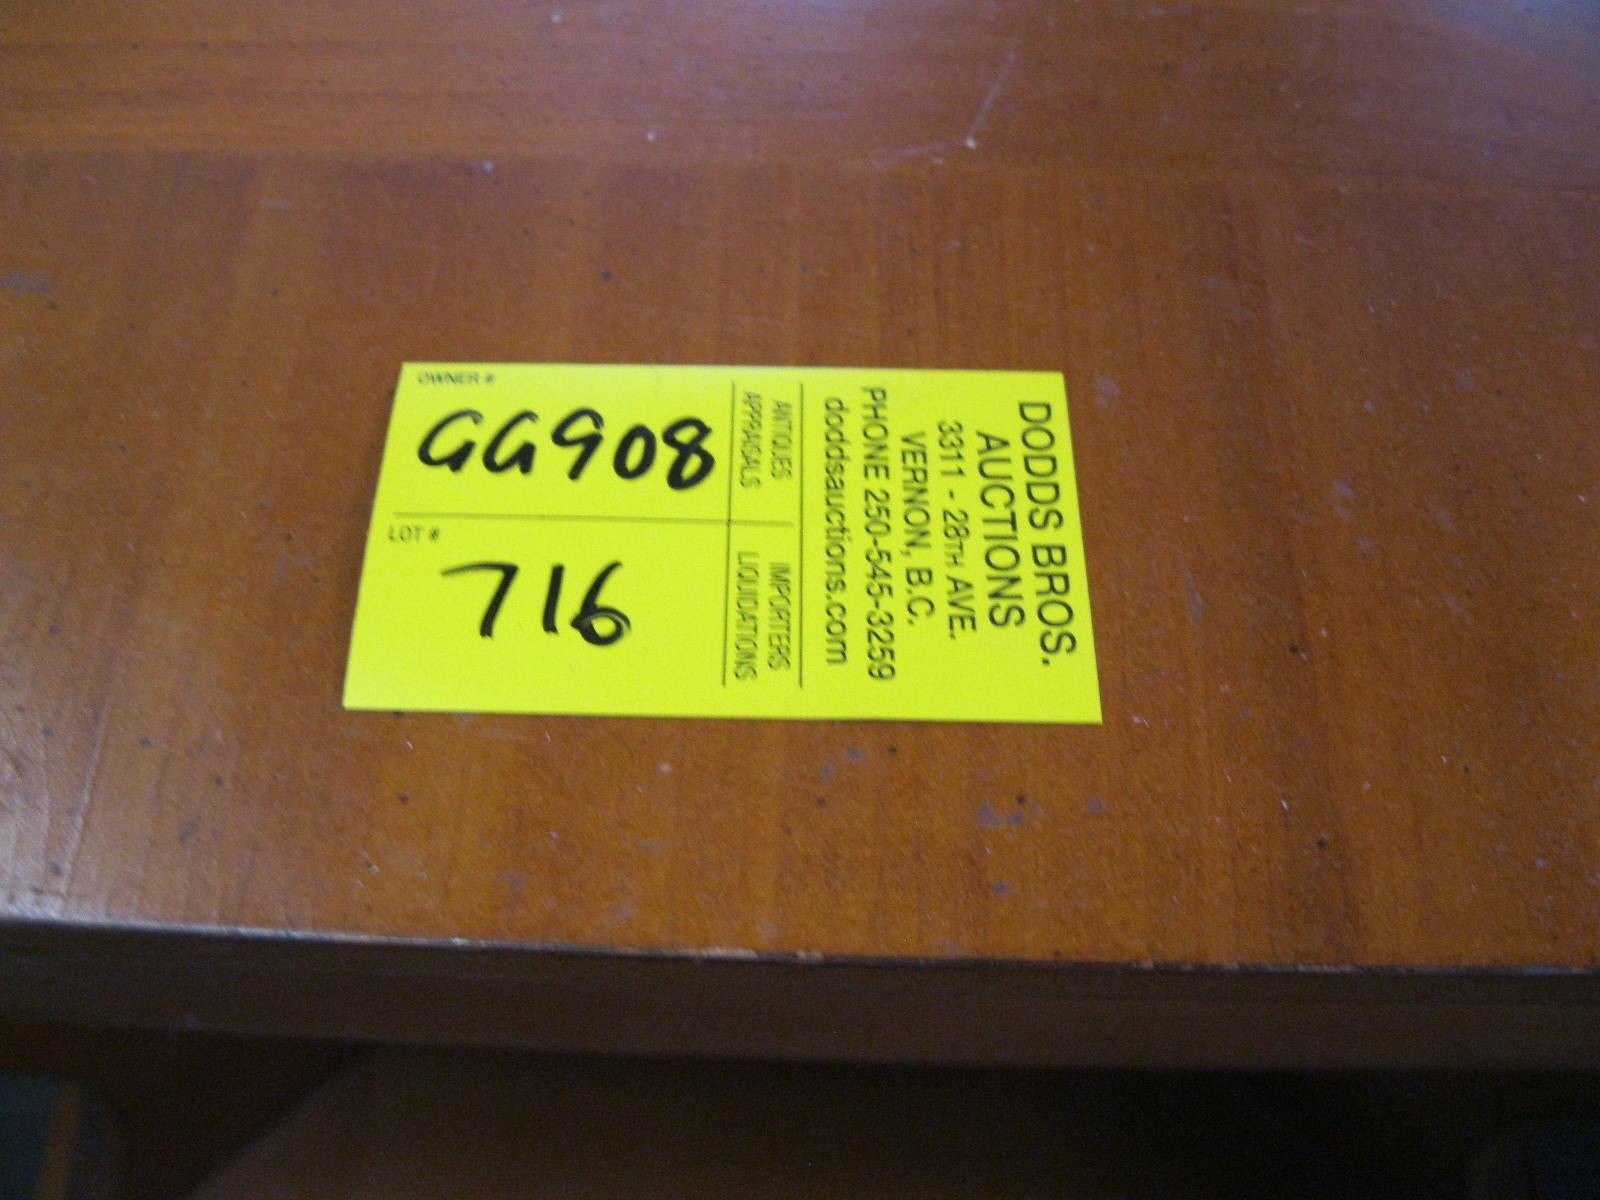 OWNER #
GG908
LOT #
716
DODDS BROS.
AUCTIONS
3311 - 28TH AVE.
VERNON, B.C.
PHONE 250-545-3259
doddsauctions.com
ANTIQUES IMPORTERS
APPRAISALS LIQUIDATIONS